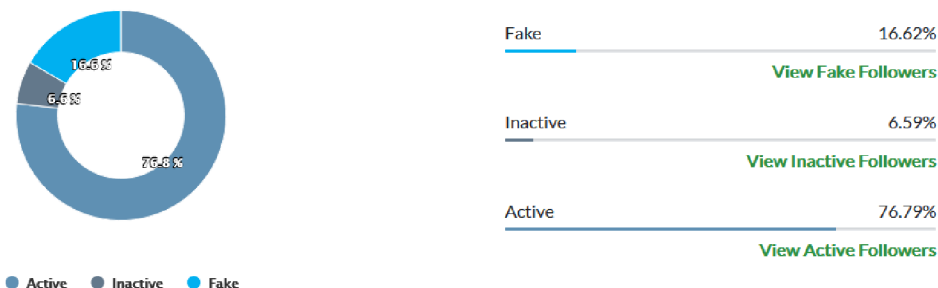 16.6 %
6.6 %
76.8 %
Active Inactive Fake
Fake 16.62%
View Fake Followers
Inactive 6.59%
View Inactive Followers
Active 76.79%
View Active Followers